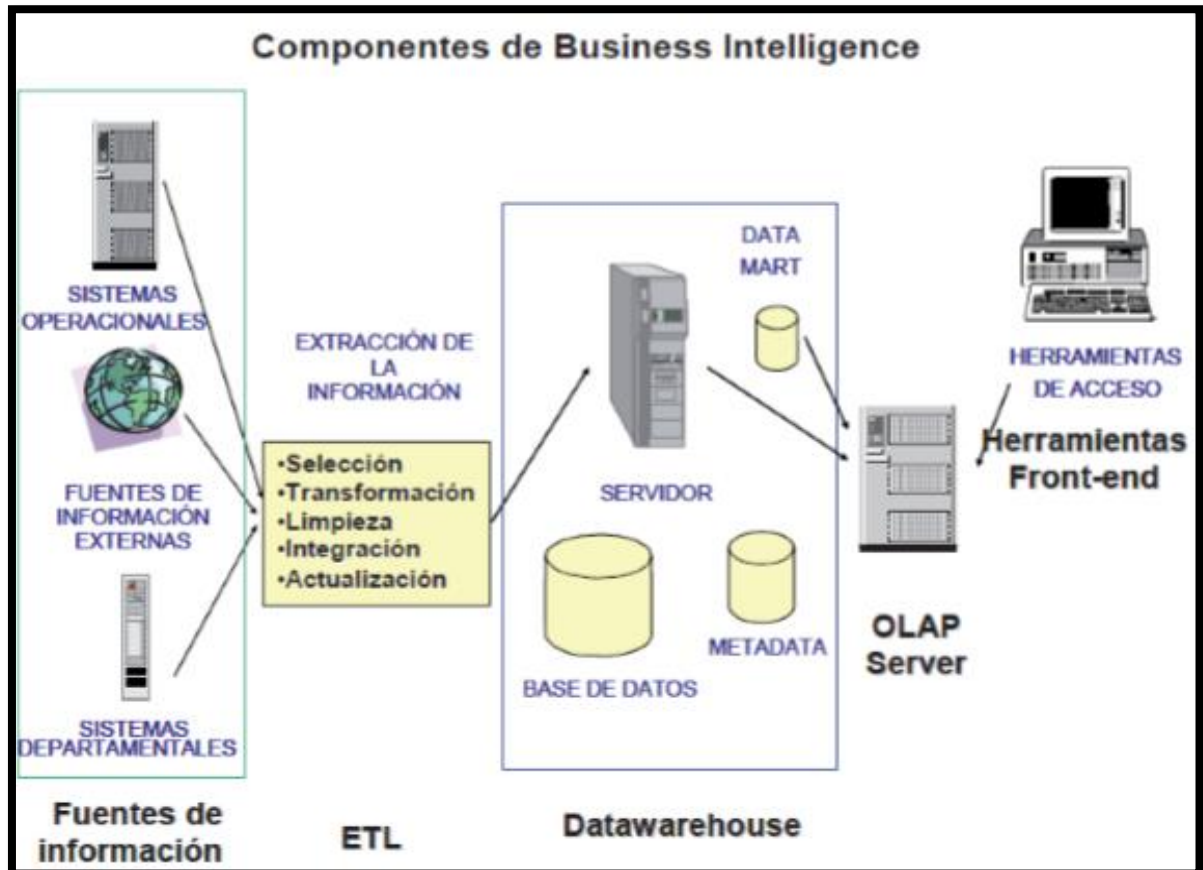 Componentes de Business Intelligence
SISTEMAS
OPERACIONALES
FUENTES DE
INFORMACIÓN
EXTERNAS
SISTEMAS
DEPARTAMENTALES
Fuentes de
información
EXTRACCIÓN DE
LA
INFORMACIÓN
•Selección
•Transformación
•Limpieza
•Integración
•Actualización
ETL
DATA
MART
SERVIDOR
BASE DE DATOS
METADATA
Datawarehouse
OLAP
Server
HERRAMIENTAS
DE ACCESO
Herramientas
Front-end